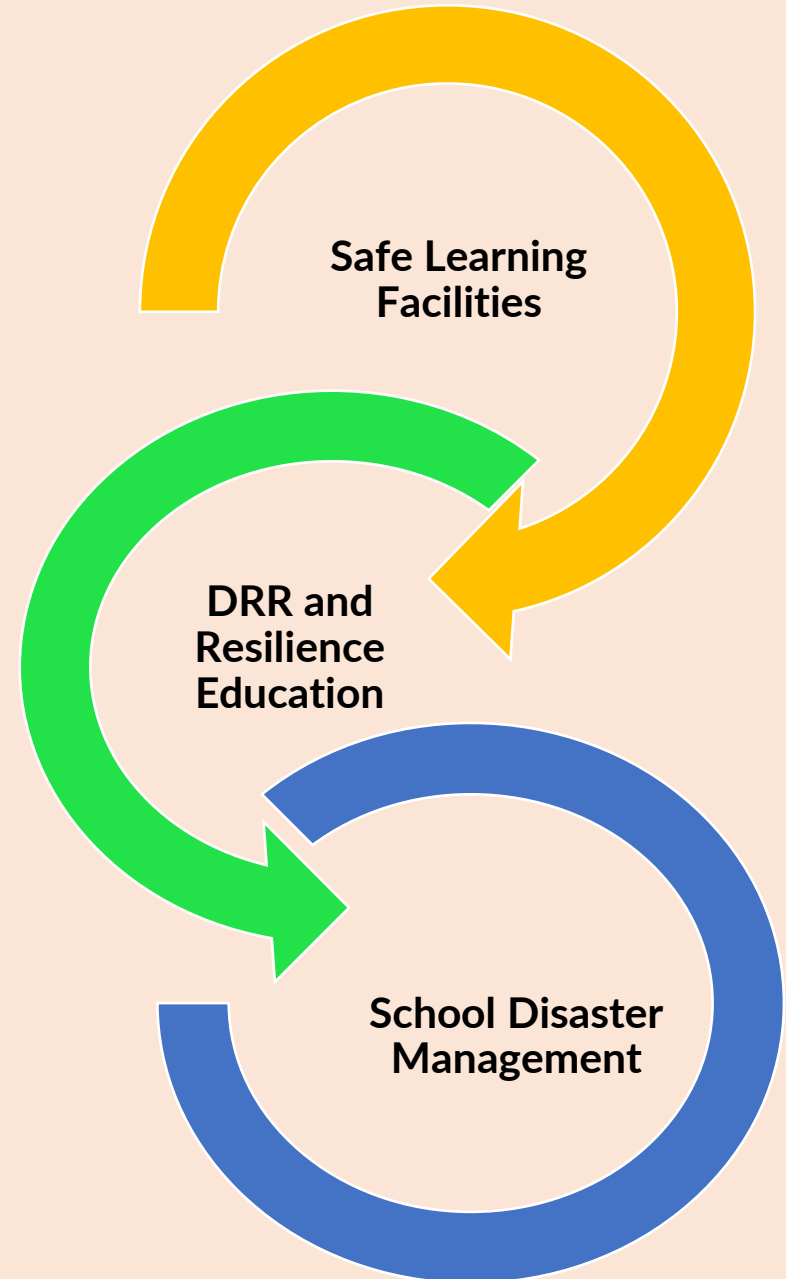 Safe Learning
Facilities
DRR and
Resilience
Education
School Disaster
Management